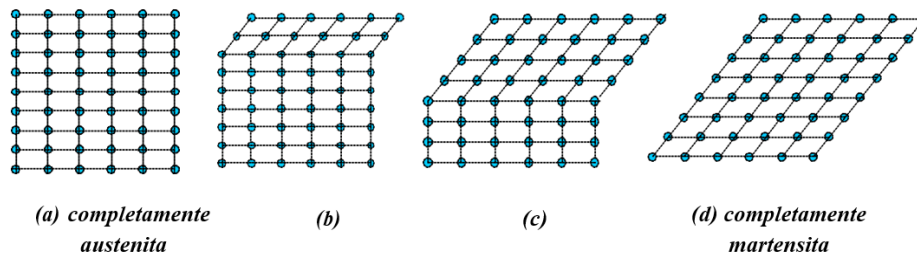 (a) completamente
austenita
(b)
(c)
(d) completamente
martensita